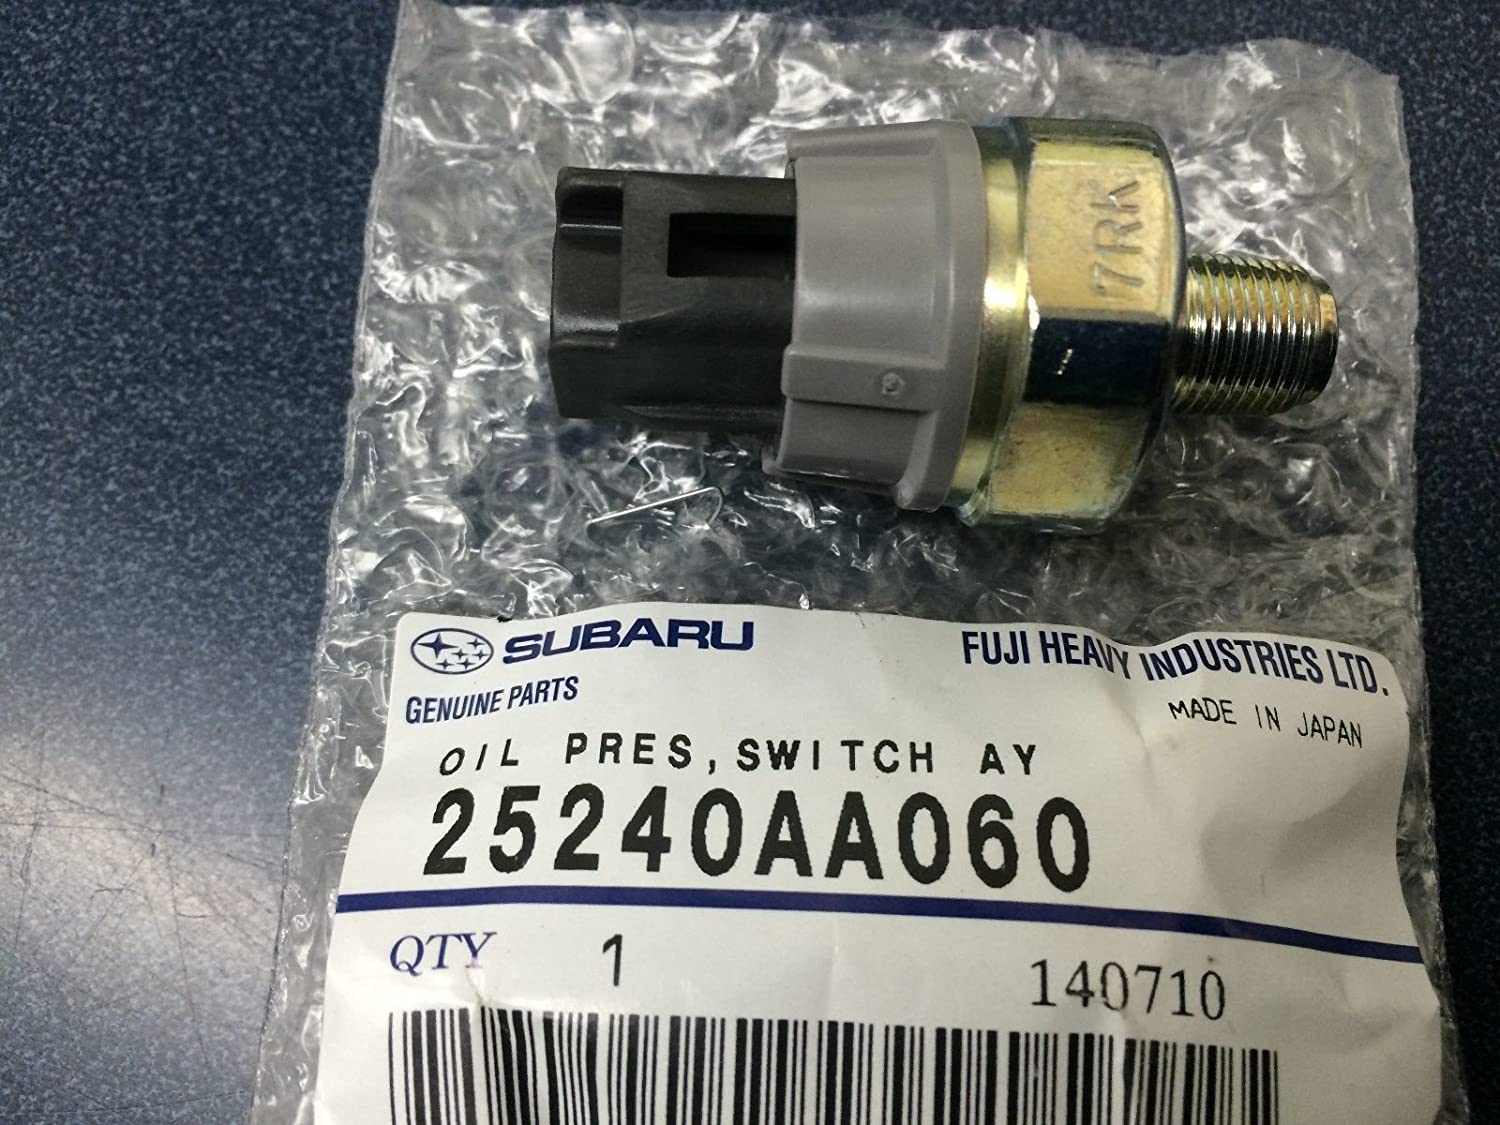 7RK
SUBARU
GENUINE PARTS
FUJI HEAVY INDUSTRIES LTD.
MADE IN JAPAN
OIL PRES,SWITCH AY
25240AA060
QTY 1
140710